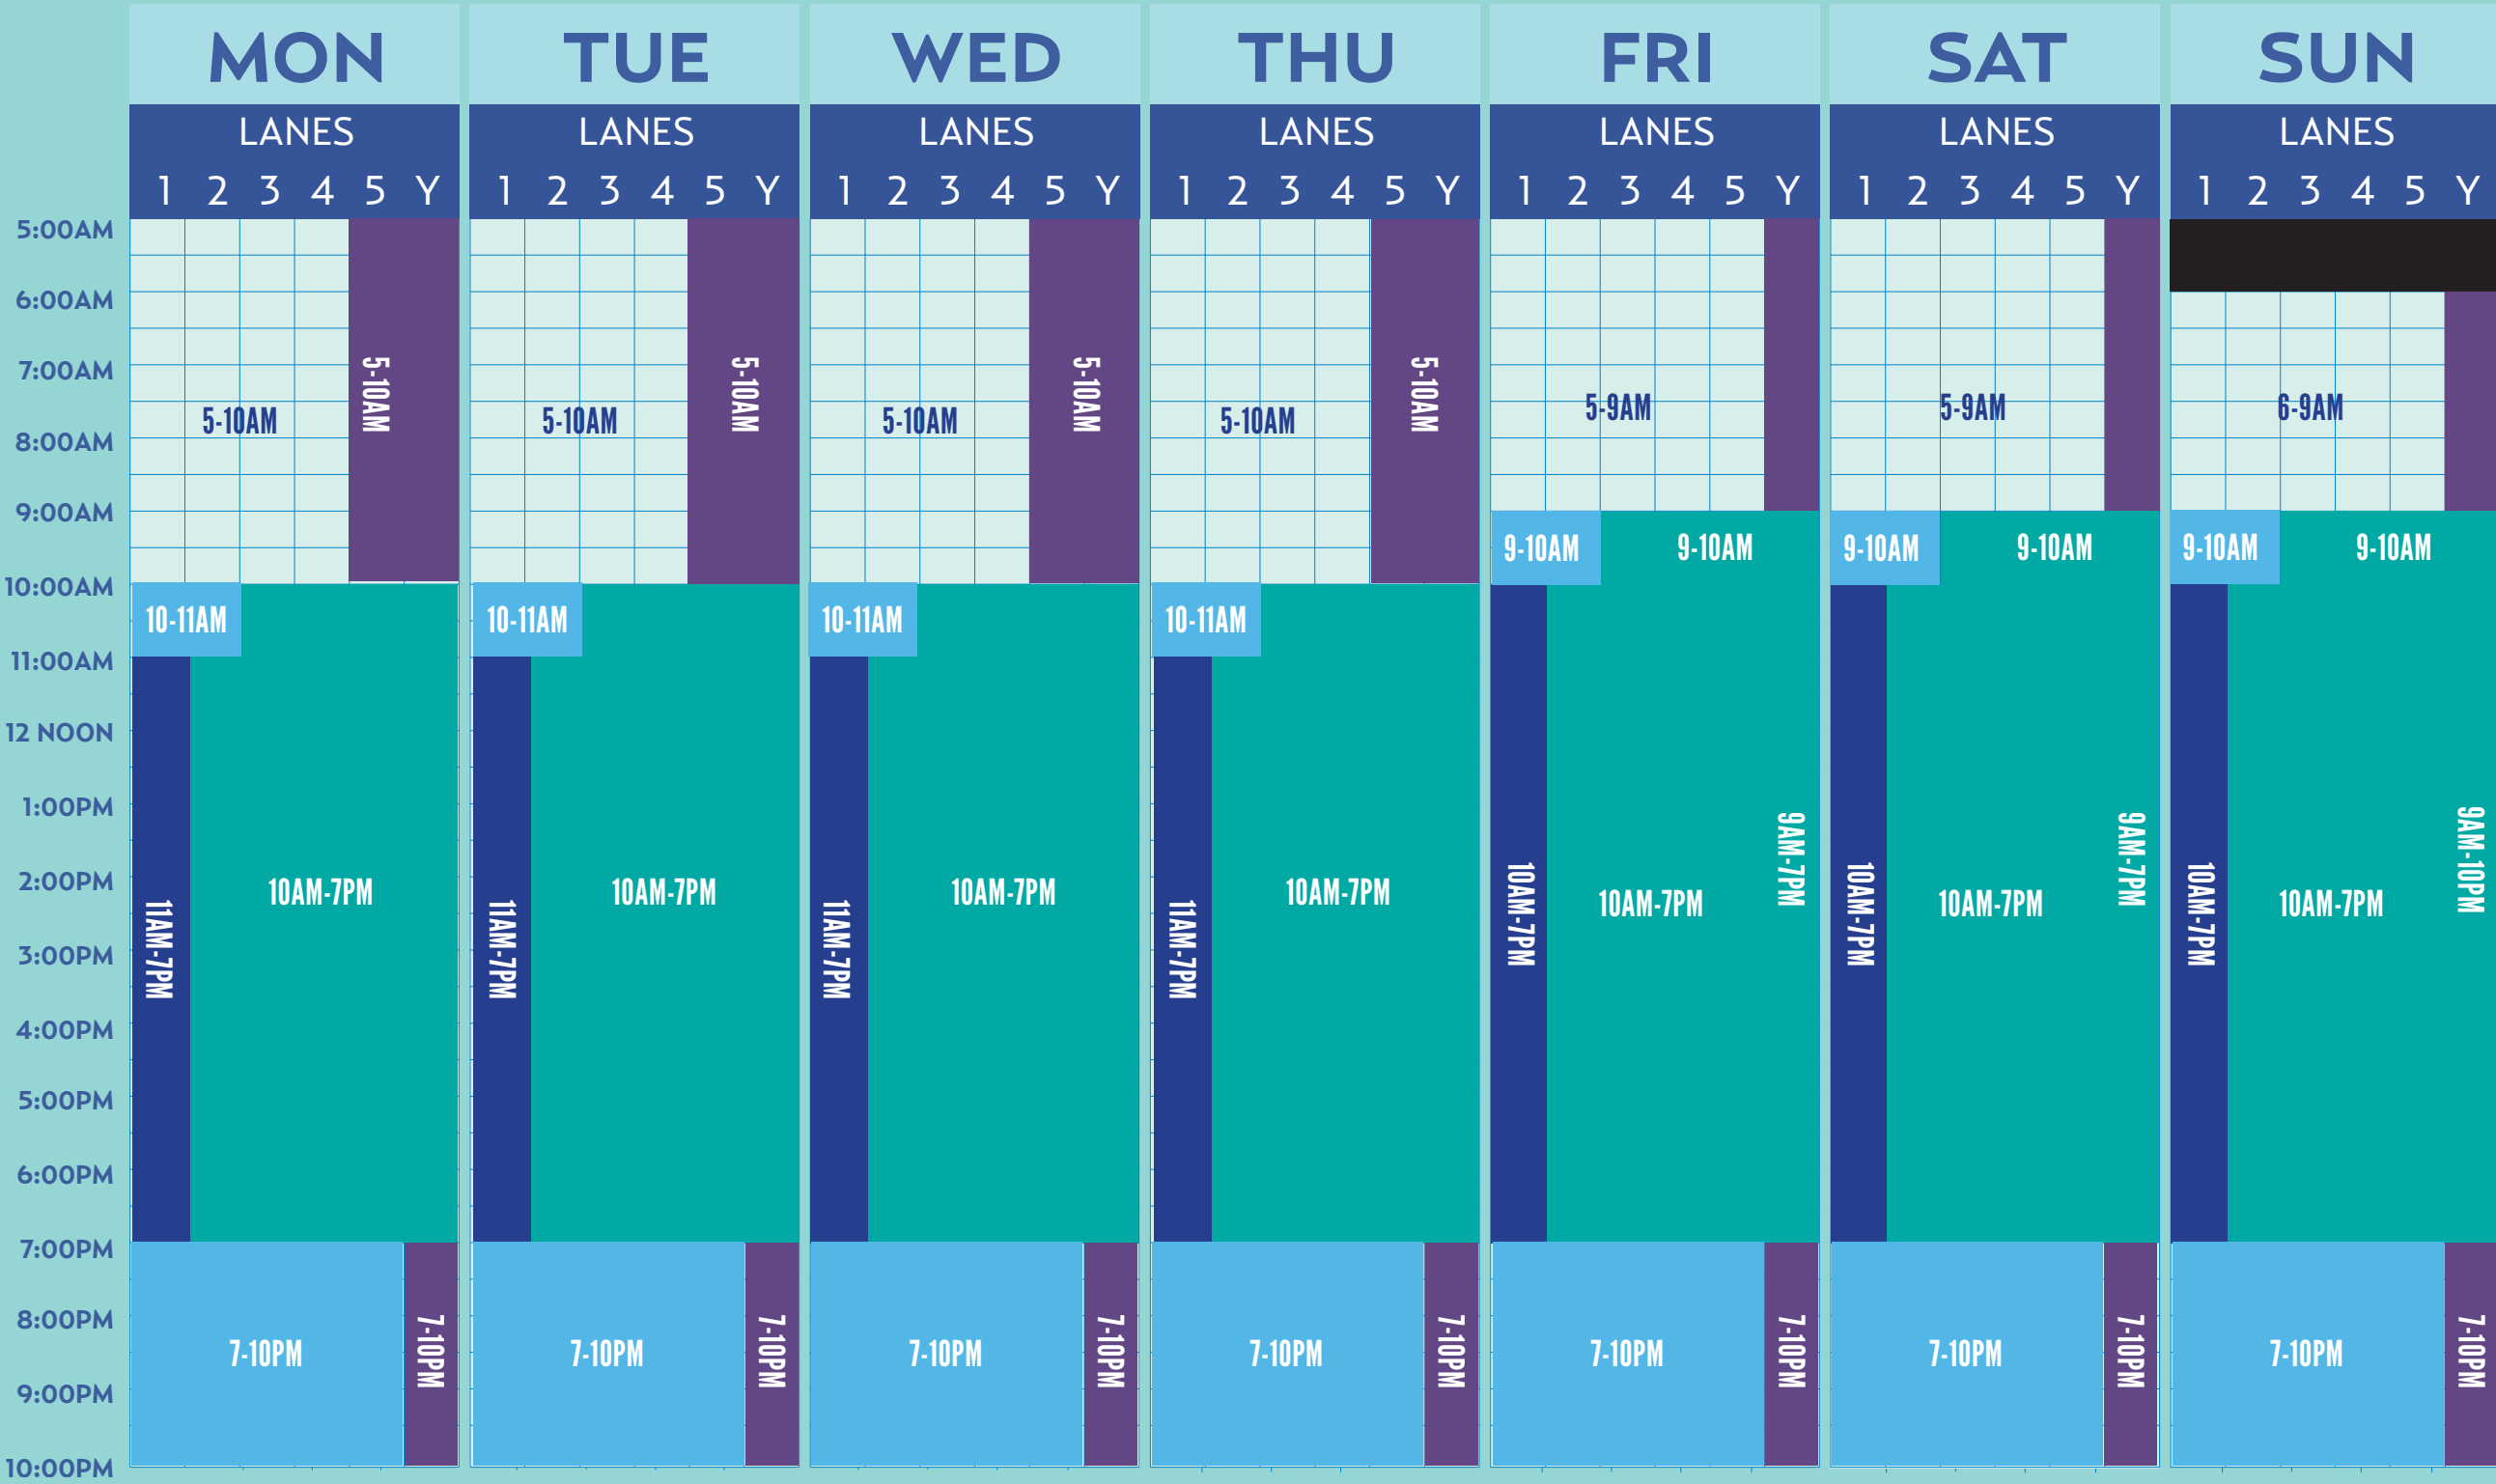 MON TUE WED THU FRI SAT SUN
LANES LANES LANES LANES LANES LANES LANES
1 2 3 4 5 Y 1 2 3 4 5 Y 1 2 3 4 5 Y 1 2 3 4 5 Y 1 2 3 4 5 Y 1 2 3 4 5 Y 1 2 3 4 5 Y
5:00AM
6:00AM
7:00AM
5-10AM 5-10AM 5-10AM 5-10AM
5-10AM 5-10AM 5-10AM 5-10AM 5-9AM 5-9AM 6-9AM
8:00AM
9:00AM
9-10AM 9-10AM 9-10AM 9-10AM 9-10AM 9-10AM
10:00AM
10-11AM 10-11AM 10-11AM 10-11AM
11:00AM
12 NOON
1:00PM
9AM-7PM 9AM-7PM 9AM-10PM
2:00PM
10AM-7PM 10AM-7PM 10AM-7PM 10AM-7PM 10AM-7PM 10AM-7PM 10AM-7PM
10AM-7PM 10AM-7PM 10AM-7PM
11AM-7PM 11AM-7PM 11AM-7PM 11AM-7PM
3:00PM
4:00PM
5:00PM
6:00PM
7:00PM
8:00PM
7-10PM 7-10PM 7-10PM 7-10PM 7-10PM 7-10PM 7-10PM
7-10PM 7-10PM 7-10PM 7-10PM 7-10PM 7-10PM 7-10PM
9:00PM
10:00PM